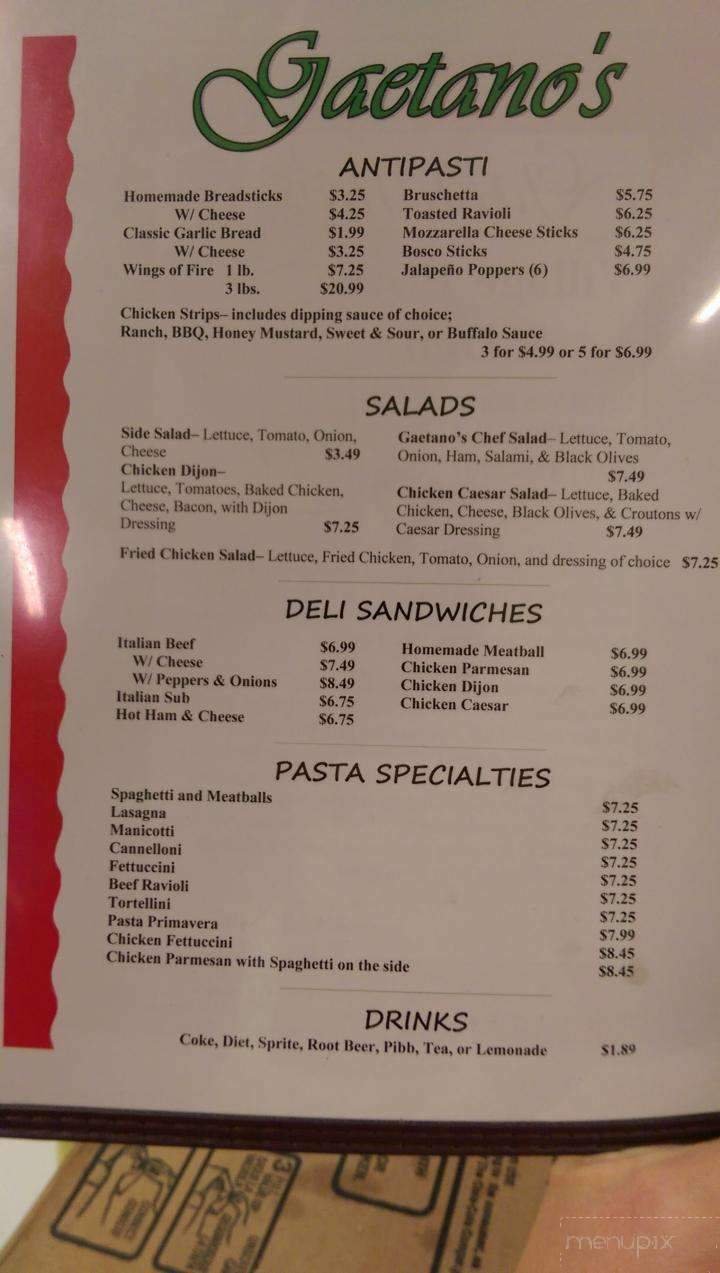 Gaetano's
ANTIPASTI
Homemade Breadsticks $3.25
W/ Cheese $4.25
Classic Garlic Bread $1.99
W/ Cheese $3.25
Wings of Fire 1 lb. $7.25
3 lbs. $20.99
Bruschetta $5.75
Toasted Ravioli $6.25
Mozzarella Cheese Sticks $6.25
Bosco Sticks $4.75
Jalapeño Poppers (6) $6.99
Chicken Strips– includes dipping sauce of choice;
Ranch, BBQ, Honey Mustard, Sweet & Sour, or Buffalo Sauce
3 for $4.99 or 5 for $6.99
SALADS
Side Salad– Lettuce, Tomato, Onion,
Cheese $3.49
Chicken Dijon–
Lettuce, Tomatoes, Baked Chicken,
Cheese, Bacon, with Dijon
Dressing $7.25
Gaetano's Chef Salad– Lettuce, Tomato,
Onion, Ham, Salami, & Black Olives
$7.49
Chicken Caesar Salad– Lettuce, Baked
Chicken, Cheese, Black Olives, & Croutons w/
Caesar Dressing $7.49
Fried Chicken Salad– Lettuce, Fried Chicken, Tomato, Onion, and dressing of choice $7.25
DELI SANDWICHES
Italian Beef $6.99
W/ Cheese $7.49
W/ Peppers & Onions $8.49
Italian Sub $6.75
Hot Ham & Cheese $6.75
Homemade Meatball $6.99
Chicken Parmesan $6.99
Chicken Dijon $6.99
Chicken Caesar $6.99
PASTA SPECIALTIES
Spaghetti and Meatballs $7.25
Lasagna $7.25
Manicotti $7.25
Cannelloni $7.25
Fettuccini $7.25
Beef Ravioli $7.25
Tortellini $7.25
Pasta Primavera $7.99
Chicken Fettuccini $8.45
Chicken Parmesan with Spaghetti on the side $8.45
DRINKS
Coke, Diet, Sprite, Root Beer, Pibb, Tea, or Lemonade $1.89
menupix